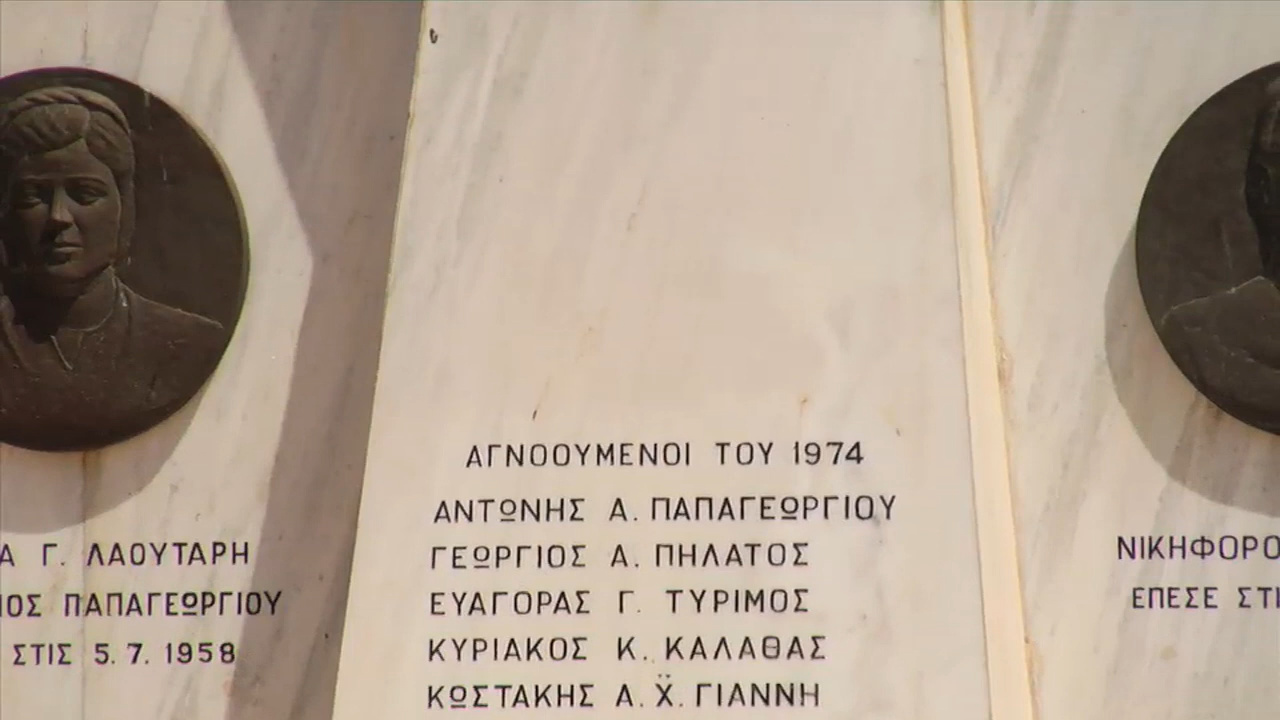 Α Γ. ΛΑΟΥΤΑΡΗ
ΠΑΠΑΓΕΩΡΓΙΟΥ
ΣΤΙΣ 5.7.1958
ΑΓΝΟΟΥΜΕΝΟΙ ΤΟΥ 1974
ΑΝΤΩΝΗΣ Α. ΠΑΠΑΓΕΩΡΓΙΟΥ
ΓΕΩΡΓΙΟΣ Α. ΠΗΛΑΤΟΣ
ΕΥΑΓΟΡΑΣ Γ. ΤΥΡΙΜΟΣ
ΚΥΡΙΑΚΟΣ Κ. ΚΑΛΑΘΑΣ
ΚΩΣΤΑΚΗΣ Α. Χ̈. ΓΙΑΝΝΗ
ΝΙΚΗΦΟΡΟ
ΕΠΕΣΕ ΣΤΙ